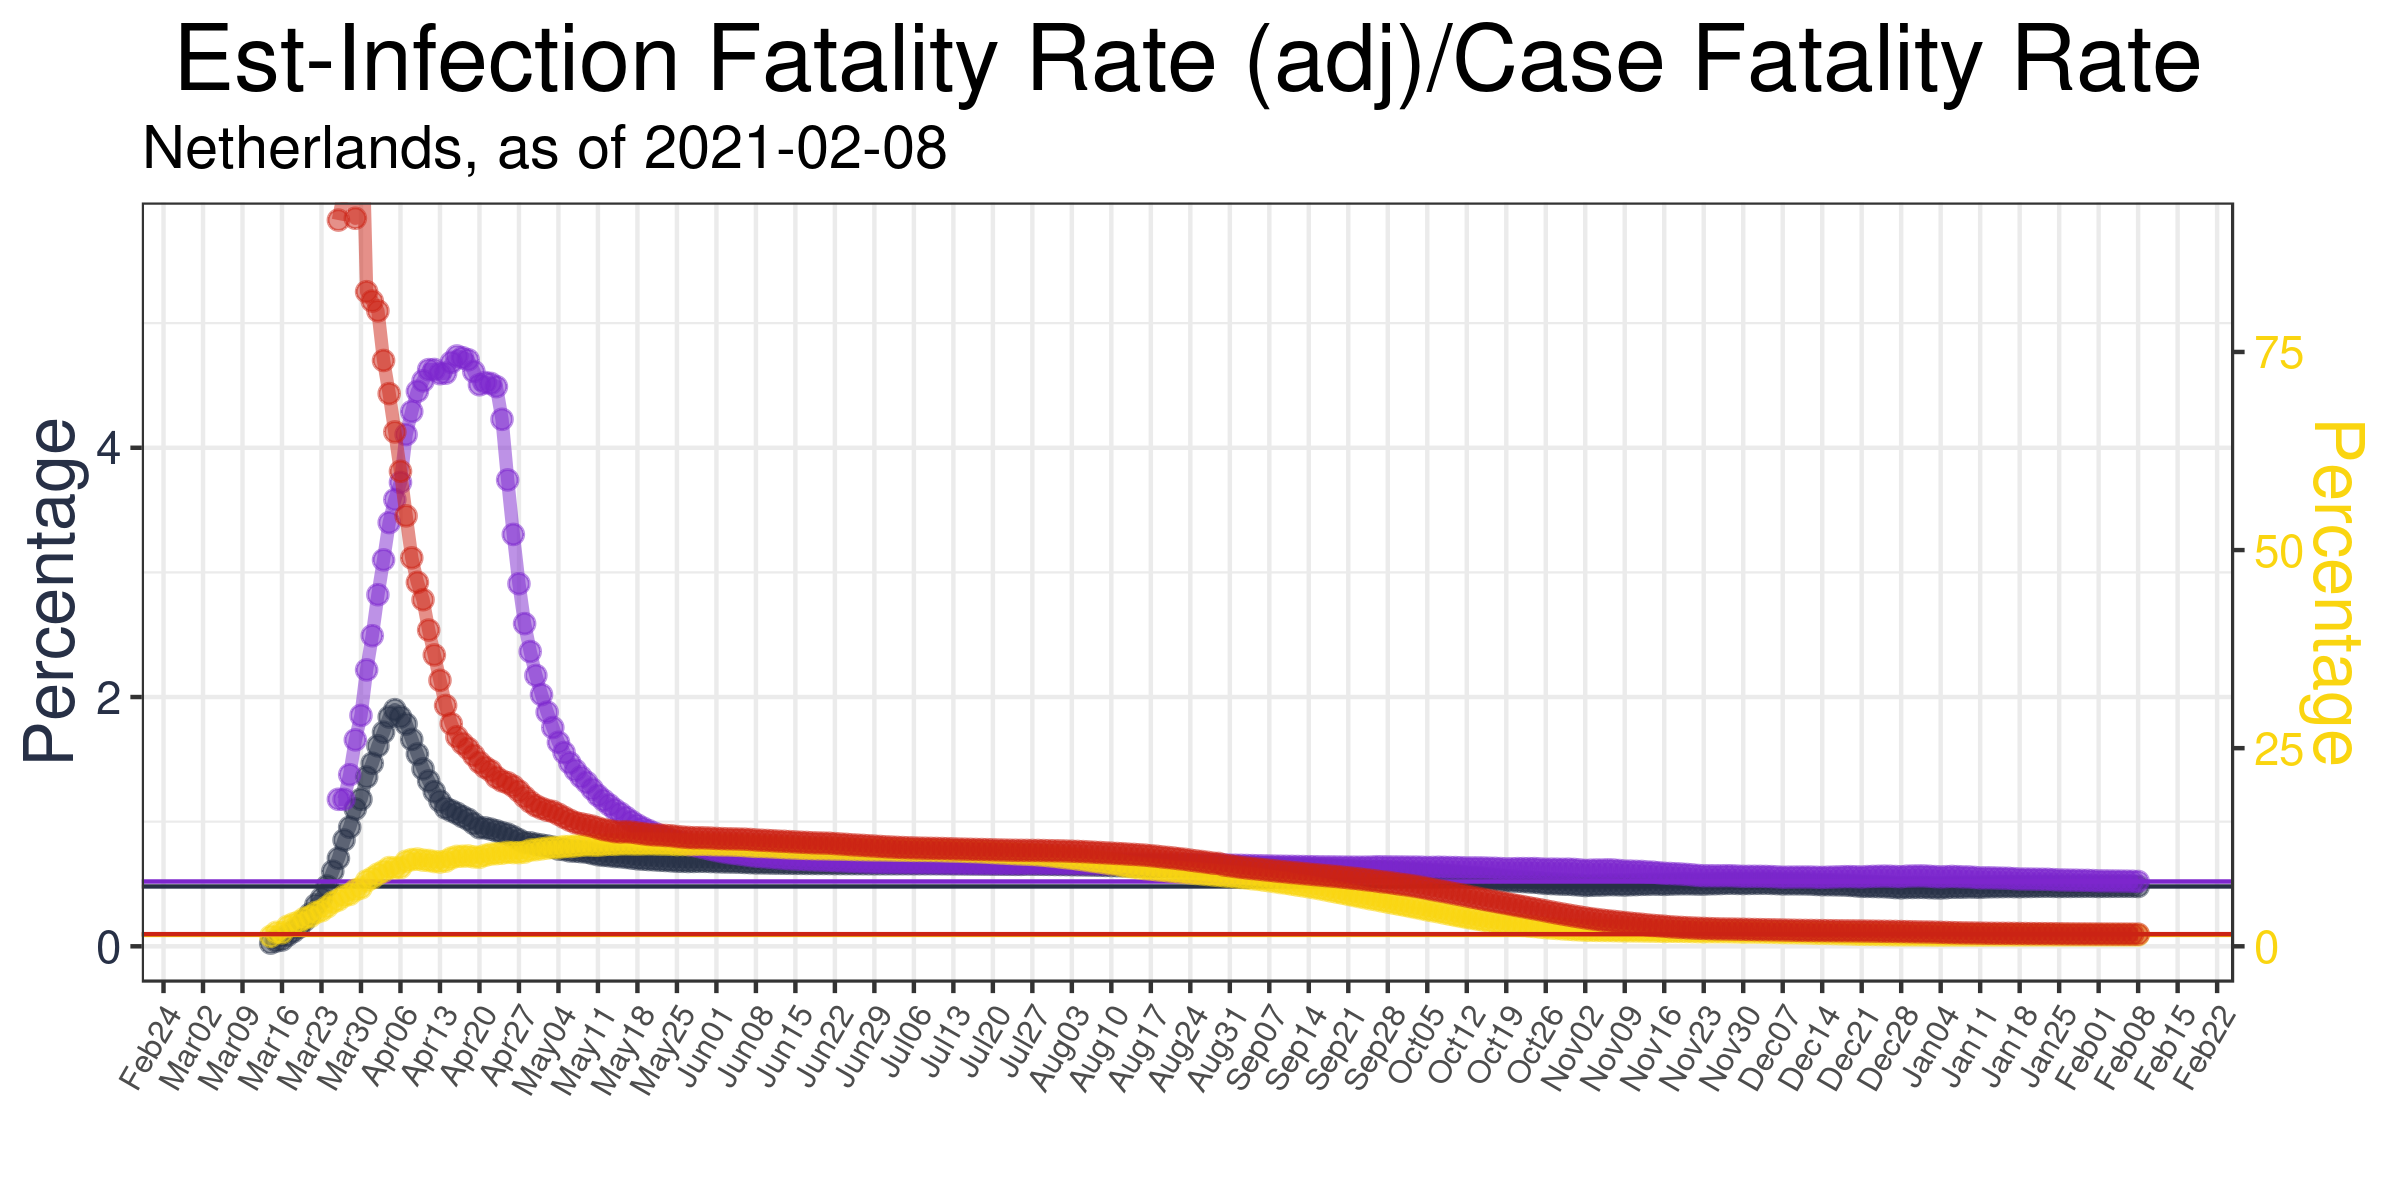 Est-Infection Fatality Rate (adj)/Case Fatality Rate
Netherlands, as of 2021-02-08
Percentage
4
2
0
75
50
25
0
Percentage
Feb24
Mar02
Mar09
Mar16
Mar23
Mar30
Apr06
Apr13
Apr20
Apr27
May04
May11
May18
May25
Jun01
Jun08
Jun15
Jun22
Jun29
Jul06
Jul13
Jul20
Jul27
Aug03
Aug10
Aug17
Aug24
Aug31
Sep07
Sep14
Sep21
Sep28
Oct05
Oct12
Oct19
Oct26
Nov02
Nov09
Nov16
Nov23
Nov30
Dec07
Dec14
Dec21
Dec28
Jan04
Jan11
Jan18
Jan25
Feb01
Feb08
Feb15
Feb22